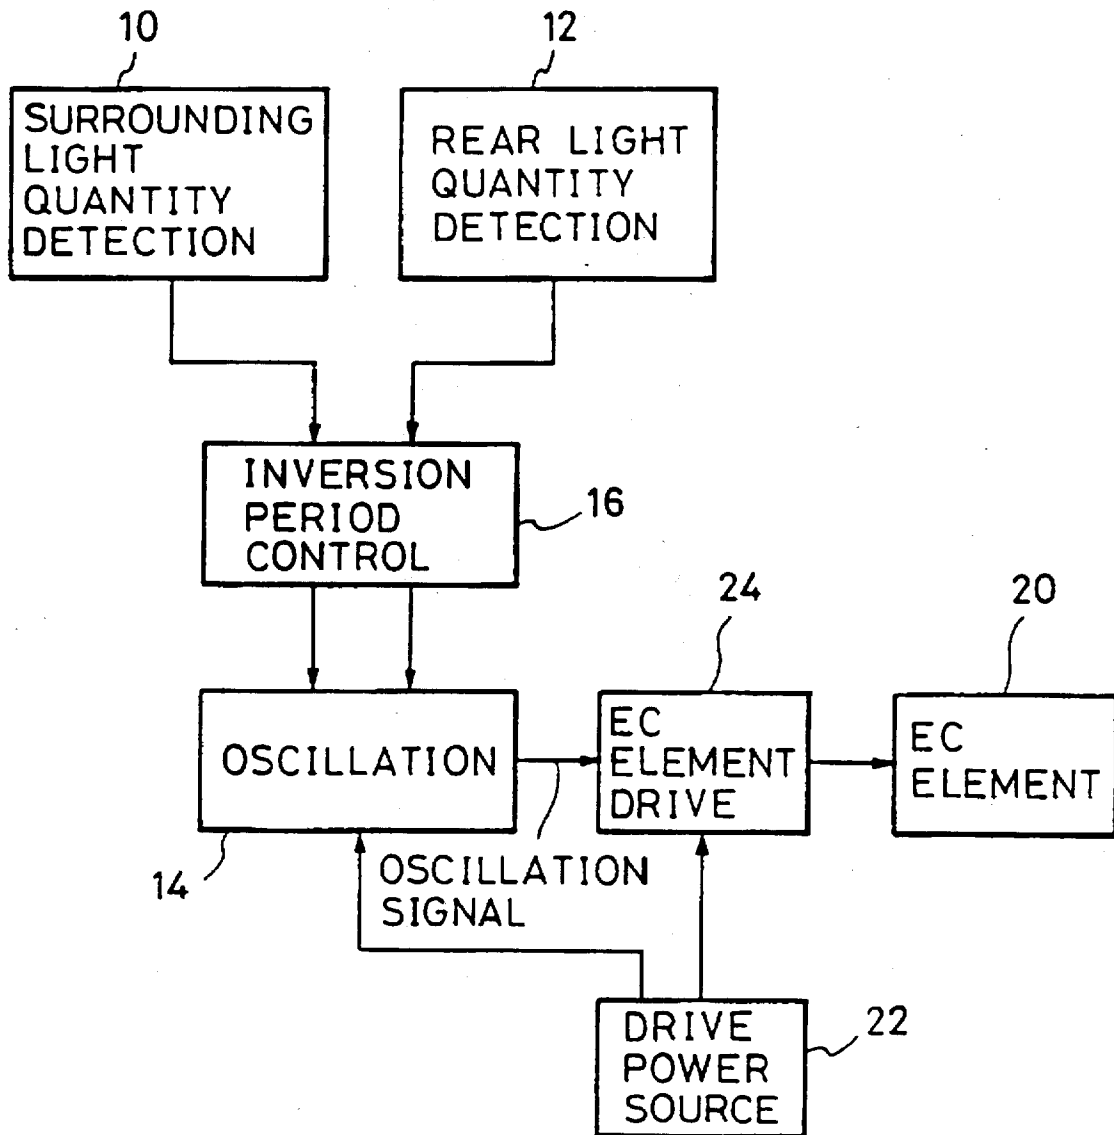 10
12
SURROUNDING
LIGHT
QUANTITY
DETECTION
REAR LIGHT
QUANTITY
DETECTION
INVERSION
PERIOD
CONTROL
16
24
20
OSCILLATION
EC
ELEMENT
DRIVE
EC
ELEMENT
14
OSCILLATION
SIGNAL
DRIVE
POWER
SOURCE
22